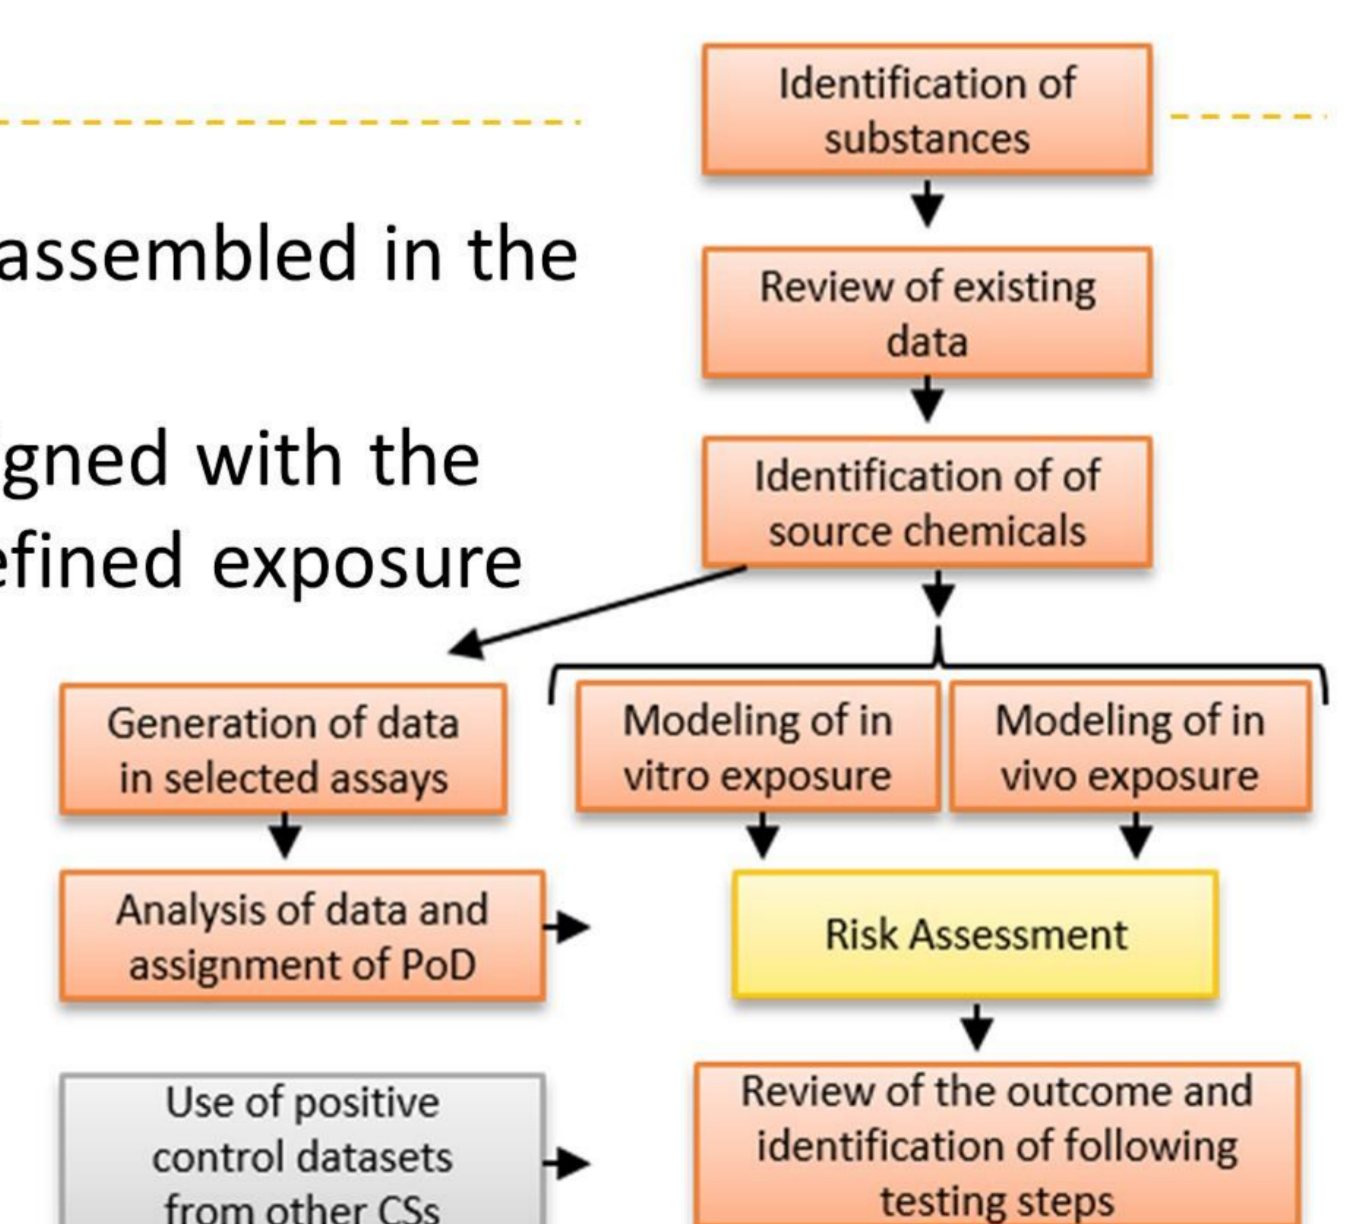 Identification of
substances
assembled in the
Review of existing
data
gned with the
efined exposure
Identification of of
source chemicals
Generation of data
in selected assays
Modeling of in
vitro exposure
Modeling of in
vivo exposure
Analysis of data and
assignment of PoD
Risk Assessment
Use of positive
control datasets
from other CSs
Review of the outcome and
identification of following
testing steps